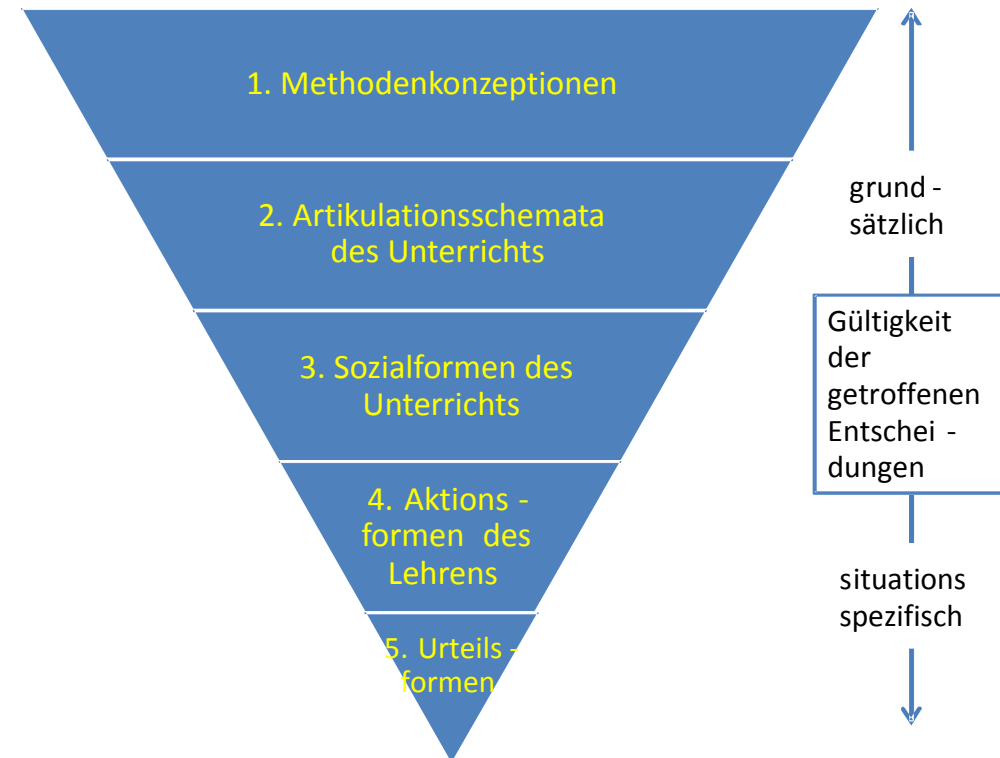 1. Methodenkonzeptionen
2. Artikulationsschemata
des Unterrichts
3. Sozialformen des
Unterrichts
4. Aktions -
formen des
Lehrens
5. Urteils -
formen
grund -
sätzlich
Gültigkeit
der
getroffenen
Entschei -
dungen
situations
spezifisch